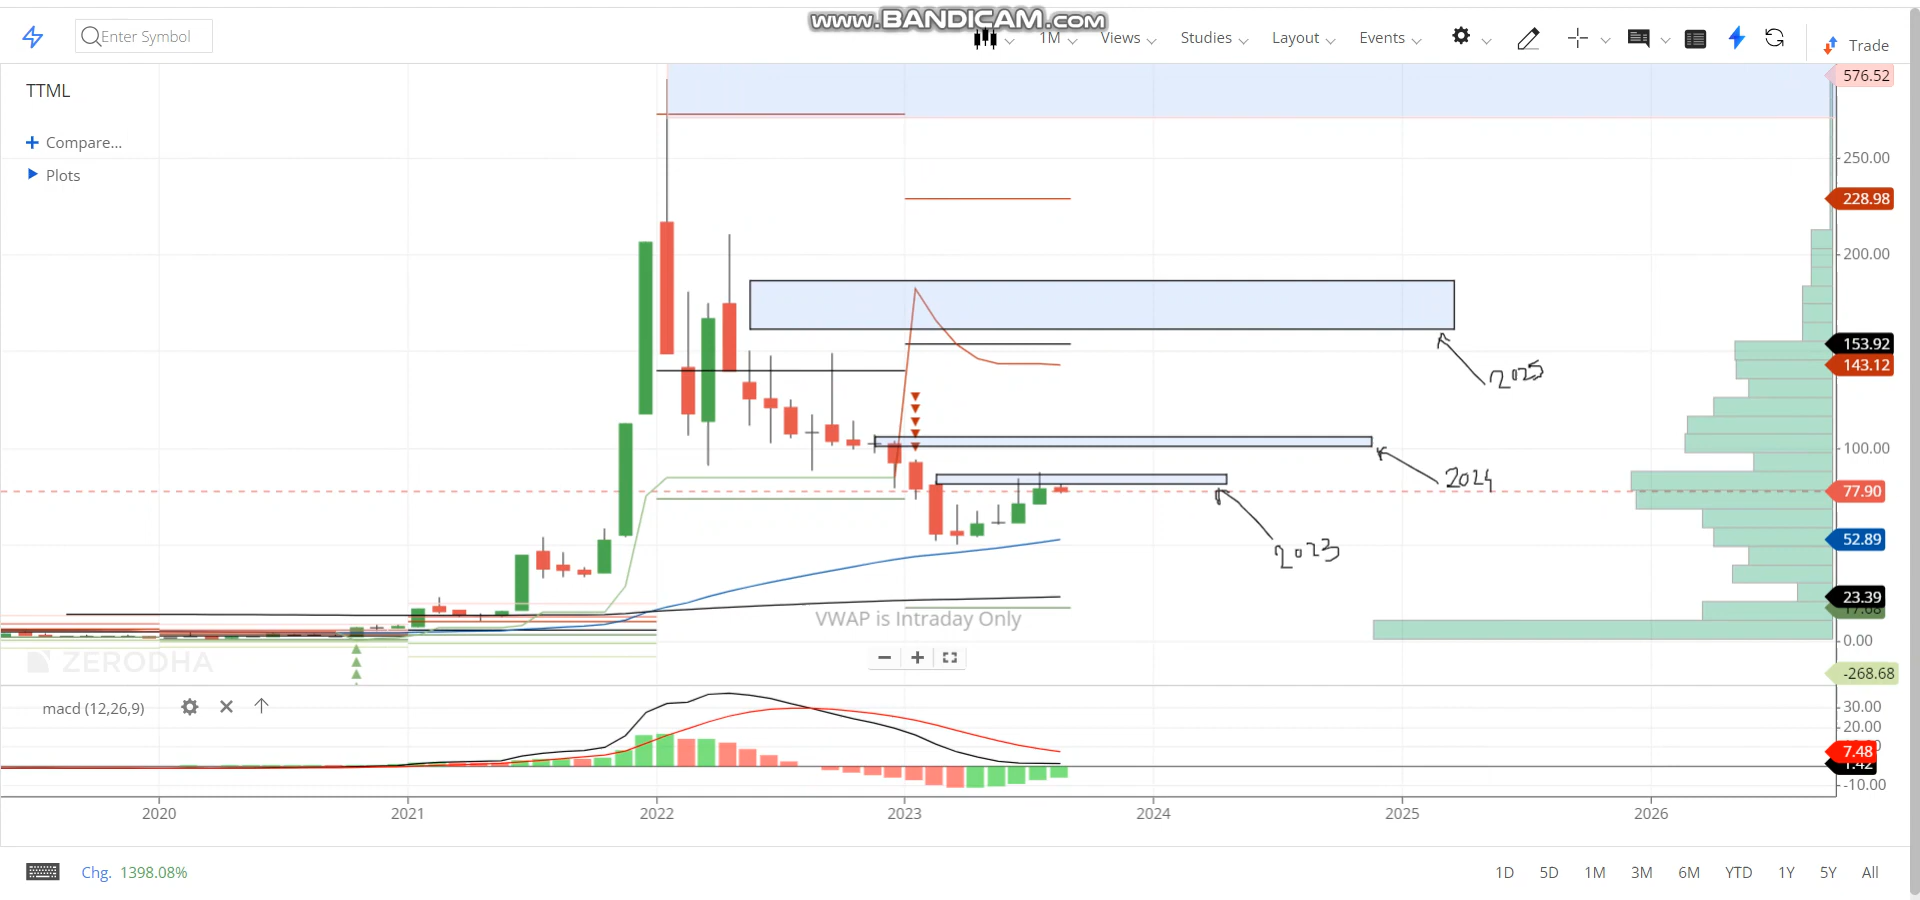 www.BANDICAM.com
Enter Symbol
1M
Views
Studies
Layout
Events
Trade
TTML
Compare...
Plots
576.52
250.00
228.98
200.00
153.92
143.12
2025
100.00
2024
77.90
2023
52.89
23.39
17.68
VWAP is Intraday Only
0.00
ZERODHA
-268.68
macd (12,26,9)
30.00
20.00
7.48
1.42
-10.00
2020 2021 2022 2023 2024 2025 2026
Chg. 1398.08%
1D 5D 1M 3M 6M YTD 1Y 5Y All